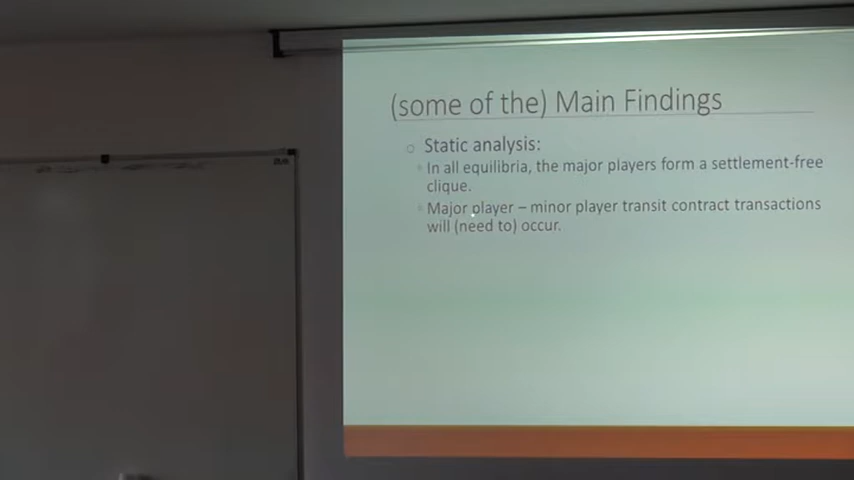 (some of the) Main Findings
Static analysis:
In all equilibria, the major players form a settlement-free
clique.
Major player – minor player transit contract transactions
will (need to) occur.